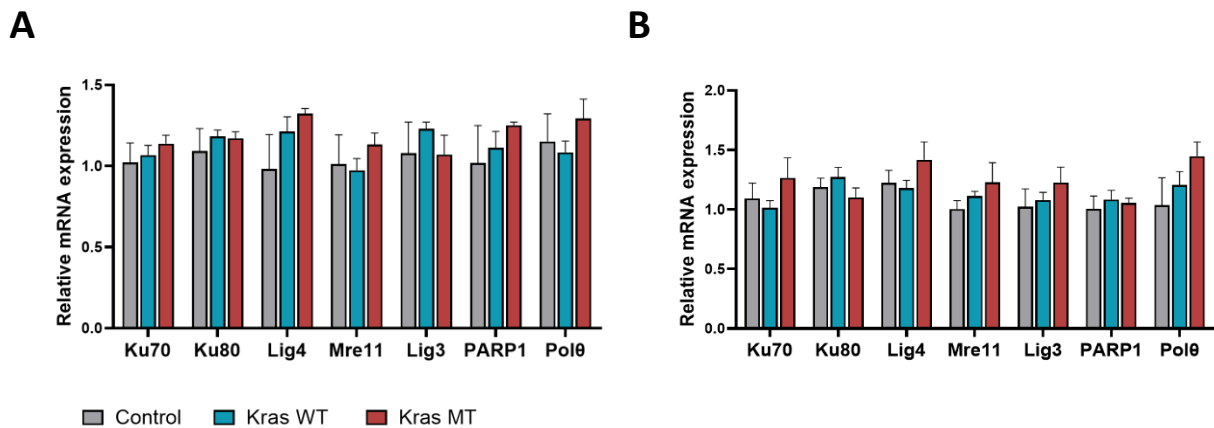 A
B
Relative mRNA expression
1.5
1.0
0.5
0.0
Ku70 Ku80 Lig4 Mre11 Lig3 PARP1 Polθ
Relative mRNA expression
2.0
1.5
1.0
0.5
0.0
Ku70 Ku80 Lig4 Mre11 Lig3 PARP1 Polθ
Control Kras WT Kras MT